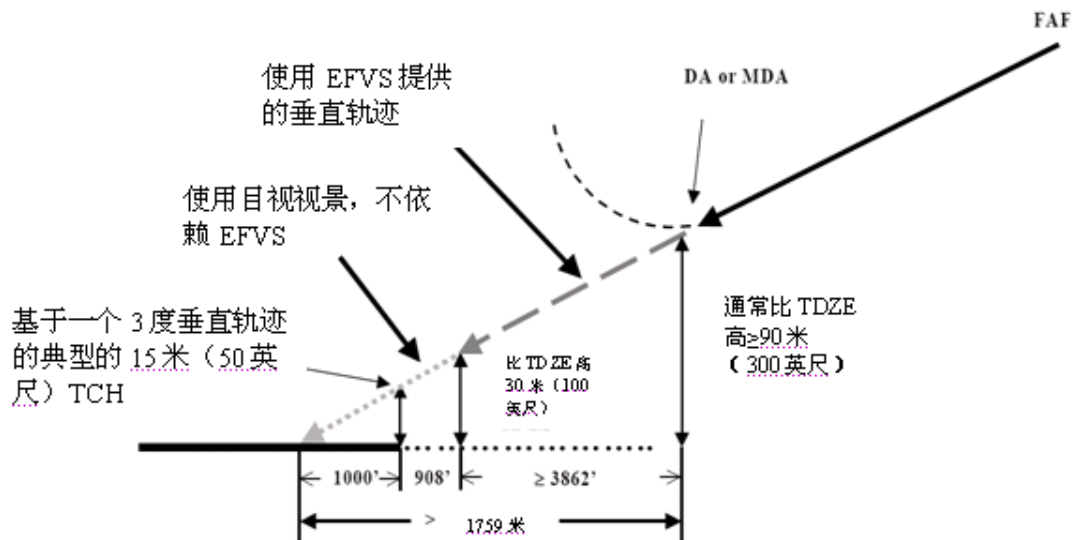 FAF
使用 EFVS 提供
的垂直轨迹
DA or MDA
使用目视视景，不依
赖 EFVS
基于一个 3 度垂直轨迹
的典型的 15 米（50 英
尺）TCH
比 TDZE 高
30 米（100
英尺）
通常比 TDZE
高≥90 米
（300 英尺）
1000' 908' ≥ 3862'
> 1759 米